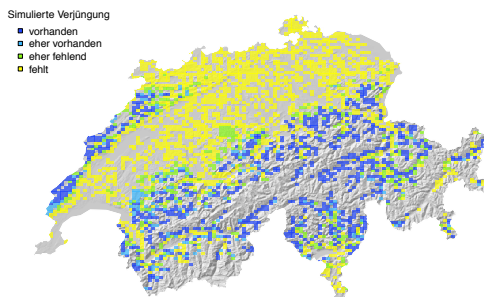 Simulierte Verjüngung
vorhanden
eher vorhanden
eher fehlend
fehlt